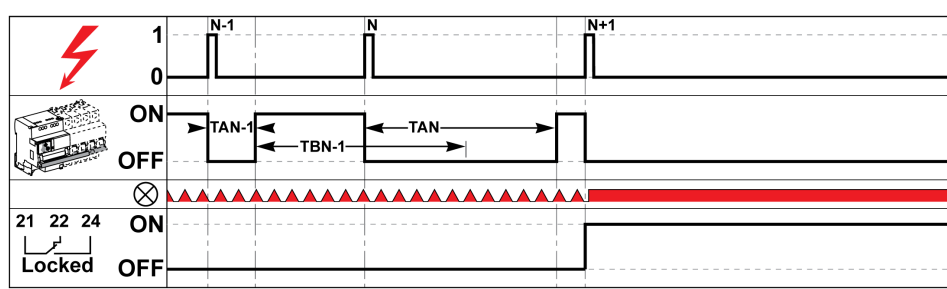 N-1 N N+1
1
0
ON
TAN-1 TAN
TBN-1
OFF
21 22 24 ON
Locked OFF